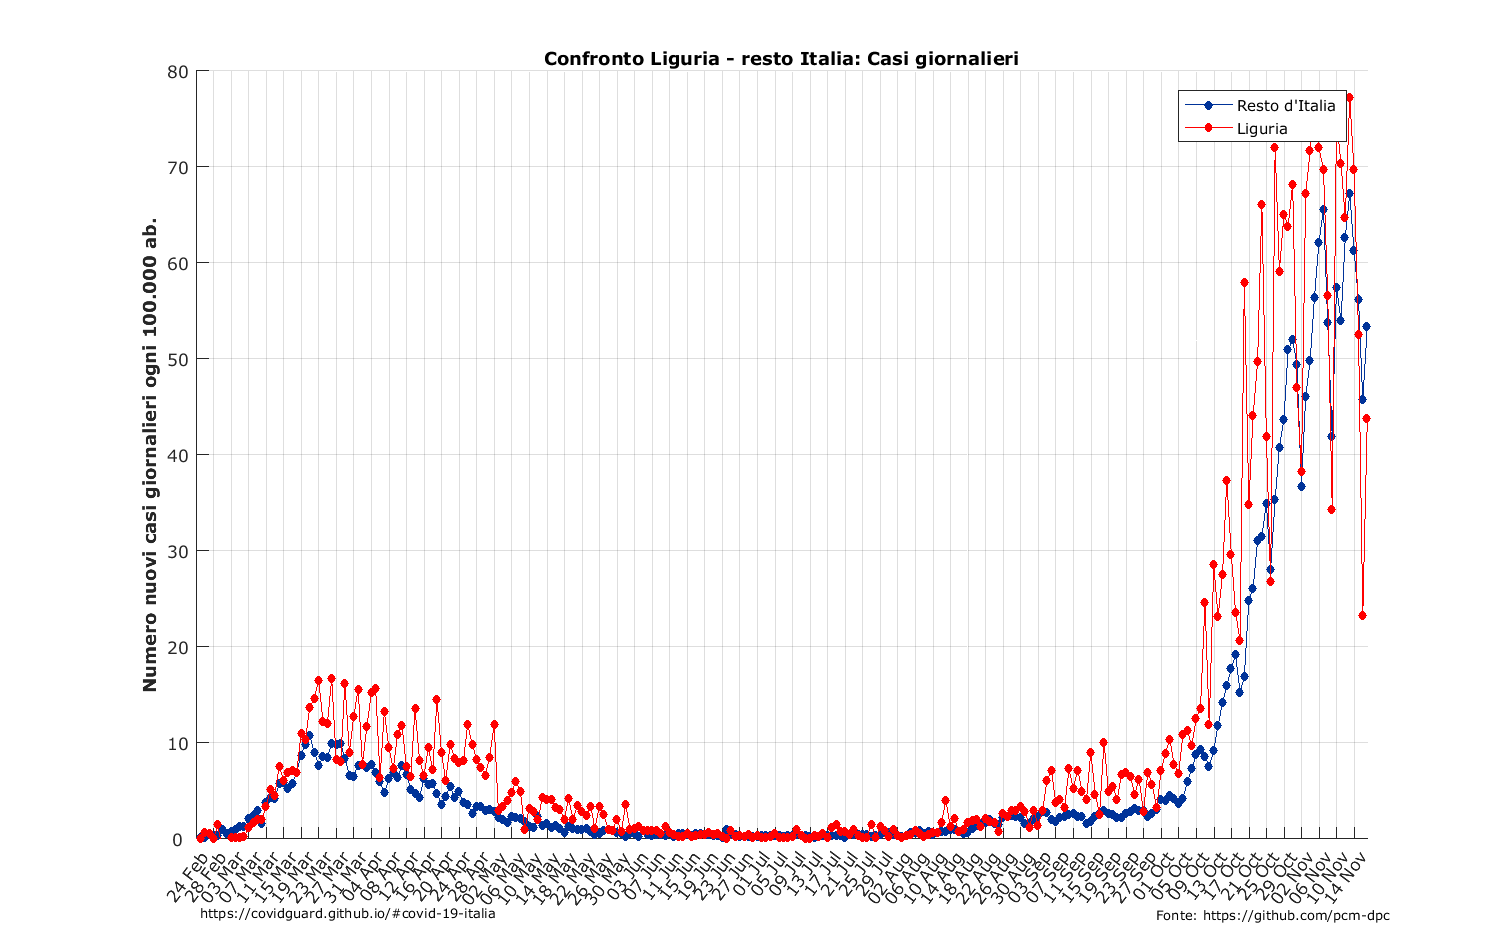 Confronto Liguria - resto Italia: Casi giornalieri
Numero nuovi casi giornalieri ogni 100.000 ab.
80
70
60
50
40
30
20
10
0
Resto d'Italia
Liguria
24 Feb
28 Feb
03 Mar
07 Mar
11 Mar
15 Mar
19 Mar
23 Mar
27 Mar
31 Mar
04 Apr
08 Apr
12 Apr
16 Apr
20 Apr
24 Apr
28 Apr
02 May
06 May
10 May
14 May
18 May
22 May
26 May
30 May
03 Jun
07 Jun
11 Jun
15 Jun
19 Jun
23 Jun
27 Jun
01 Jul
05 Jul
09 Jul
13 Jul
17 Jul
21 Jul
25 Jul
29 Jul
02 Aug
06 Aug
10 Aug
14 Aug
18 Aug
22 Aug
26 Aug
30 Aug
03 Sep
07 Sep
11 Sep
15 Sep
19 Sep
23 Sep
27 Sep
01 Oct
05 Oct
09 Oct
13 Oct
17 Oct
21 Oct
25 Oct
29 Oct
02 Nov
06 Nov
10 Nov
14 Nov
https://covidguard.github.io/#covid-19-italia
Fonte: https://github.com/pcm-dpc